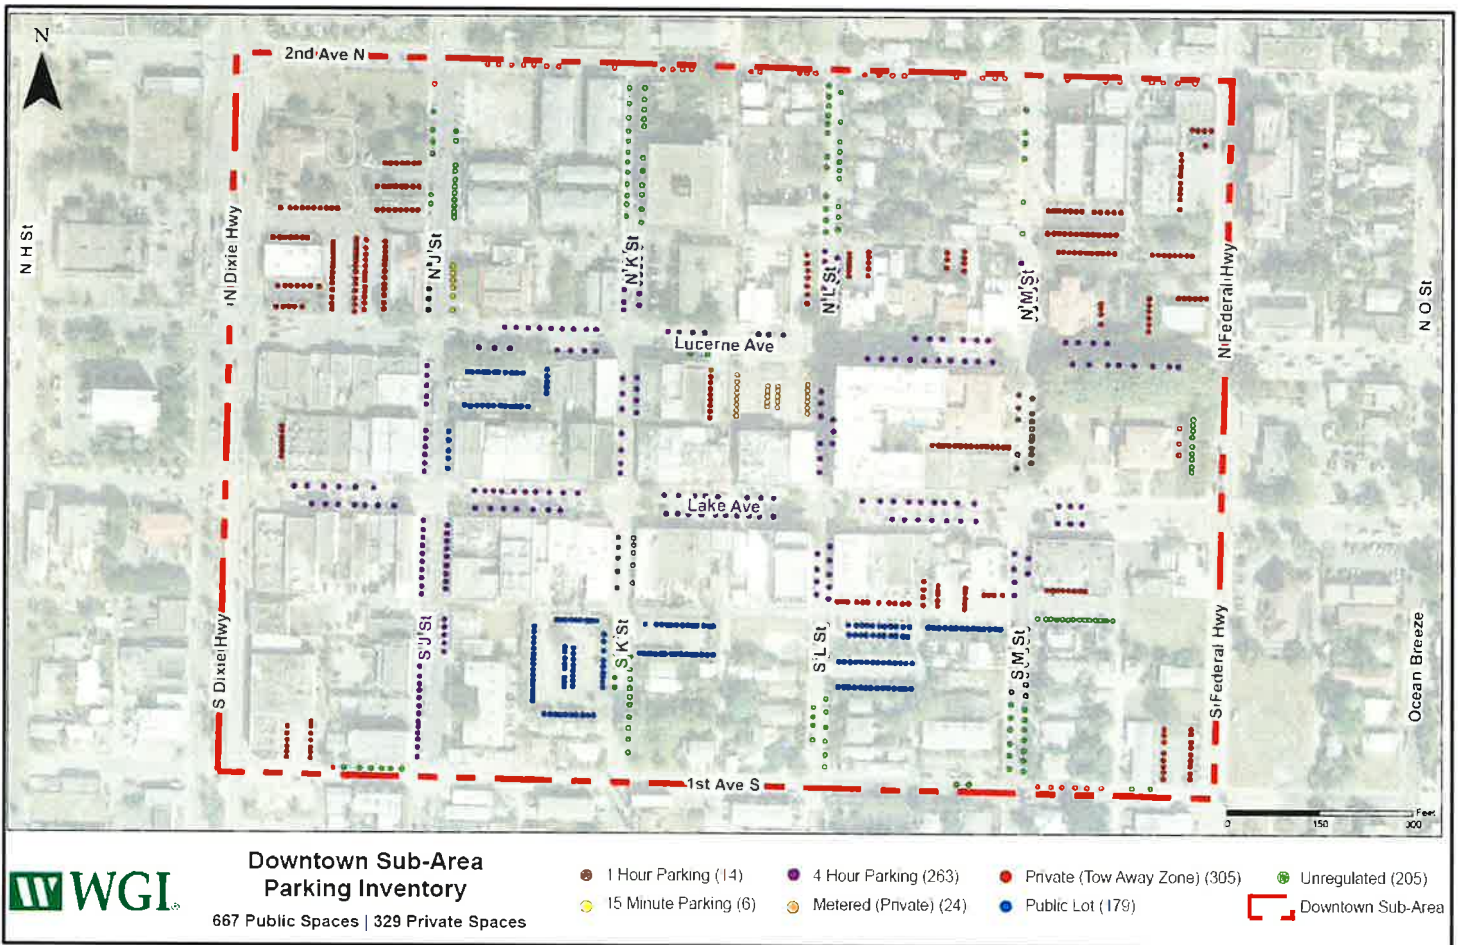 N
2nd Ave N
N H St
N Dixie Hwy
N J St
N K St
N L St
N M St
N Federal Hwy
N O St
Lucerne Ave
Lake Ave
S Dixie Hwy
S J St
S K St
S L St
S M St
S Federal Hwy
Ocean Breeze
1st Ave S
Feet
0 150 300
WGI
Downtown Sub-Area
Parking Inventory
667 Public Spaces | 329 Private Spaces
1 Hour Parking (14)
4 Hour Parking (263)
Private (Tow Away Zone) (305)
Unregulated (205)
15 Minute Parking (6)
Metered (Private) (24)
Public Lot (179)
Downtown Sub-Area